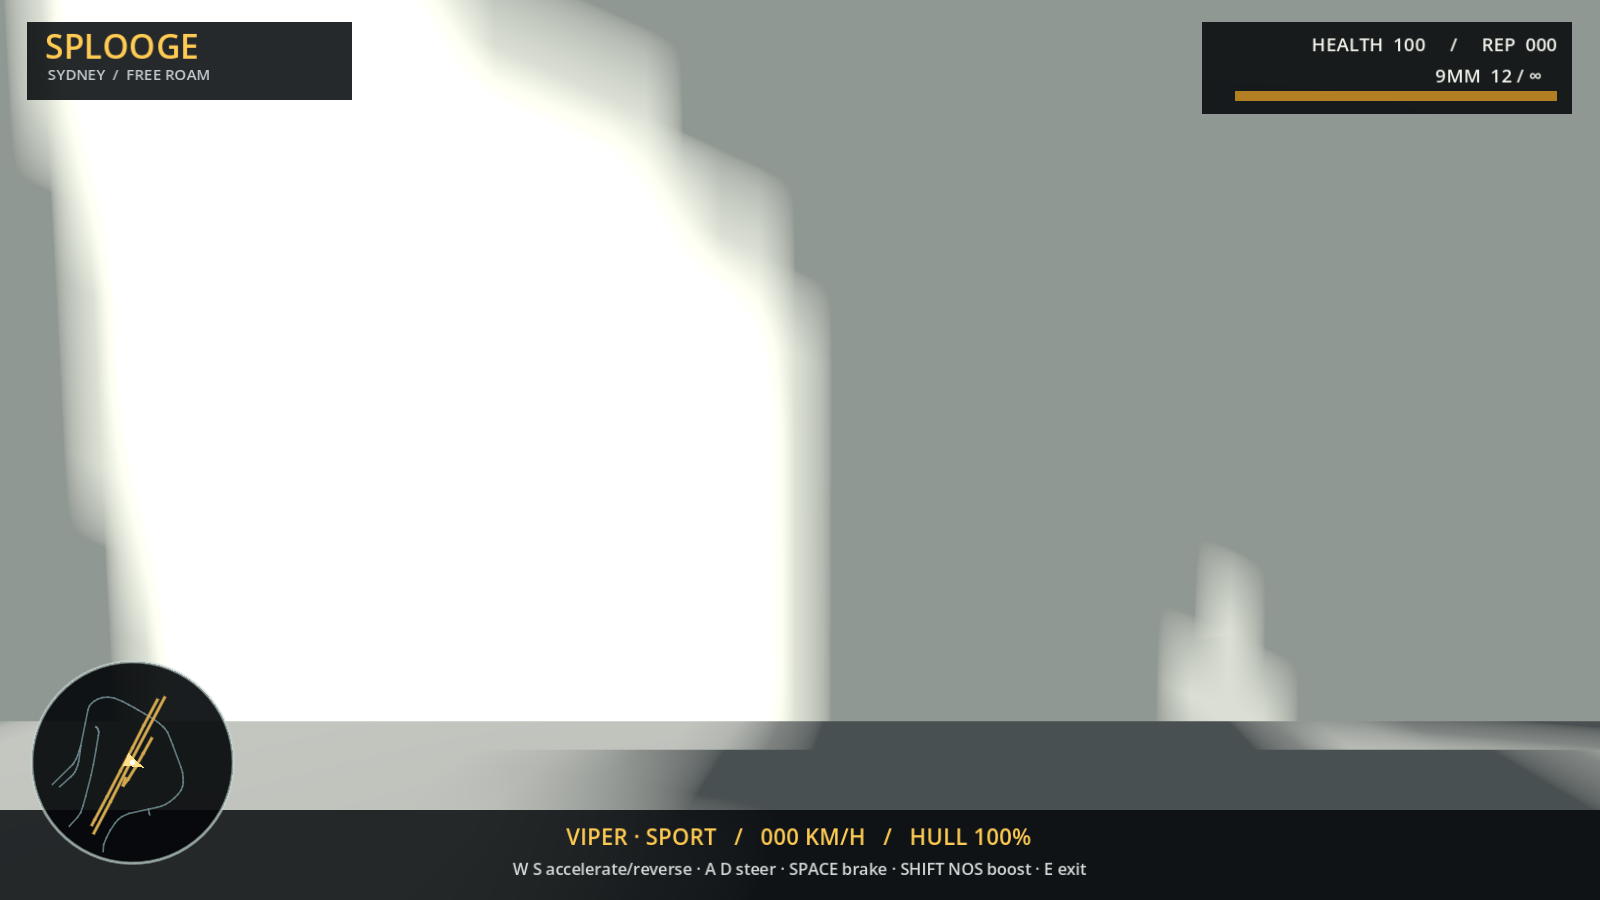 SPLOOGE
SYDNEY / FREE ROAM
HEALTH 100 / REP 000
9MM 12 / ∞
VIPER · SPORT / 000 KM/H / HULL 100%
W S accelerate/reverse · A D steer · SPACE brake · SHIFT NOS boost · E exit